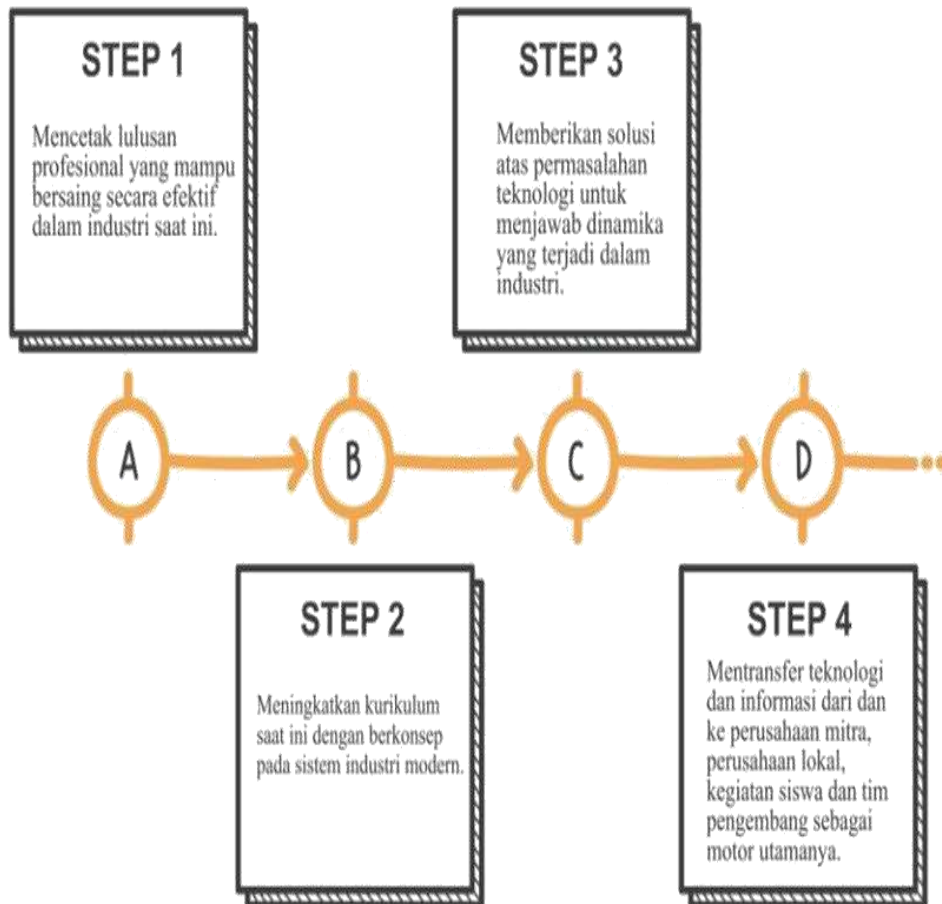 STEP 1
Mencetak lulusan
profesional yang mampu
bersaing secara efektif
dalam industri saat ini.
STEP 3
Memberikan solusi
atas permasalahan
teknologi untuk
menjawab dinamika
yang terjadi dalam
industri.
A
B
C
D
STEP 2
Meningkatkan kurikulum
saat ini dengan berkonsep
pada sistem industri modern.
STEP 4
Mentransfer teknologi
dan informasi dari dan
ke perusahaan mitra,
perusahaan lokal,
kegiatan siswa dan tim
pengembang sebagai
motor utamanya.